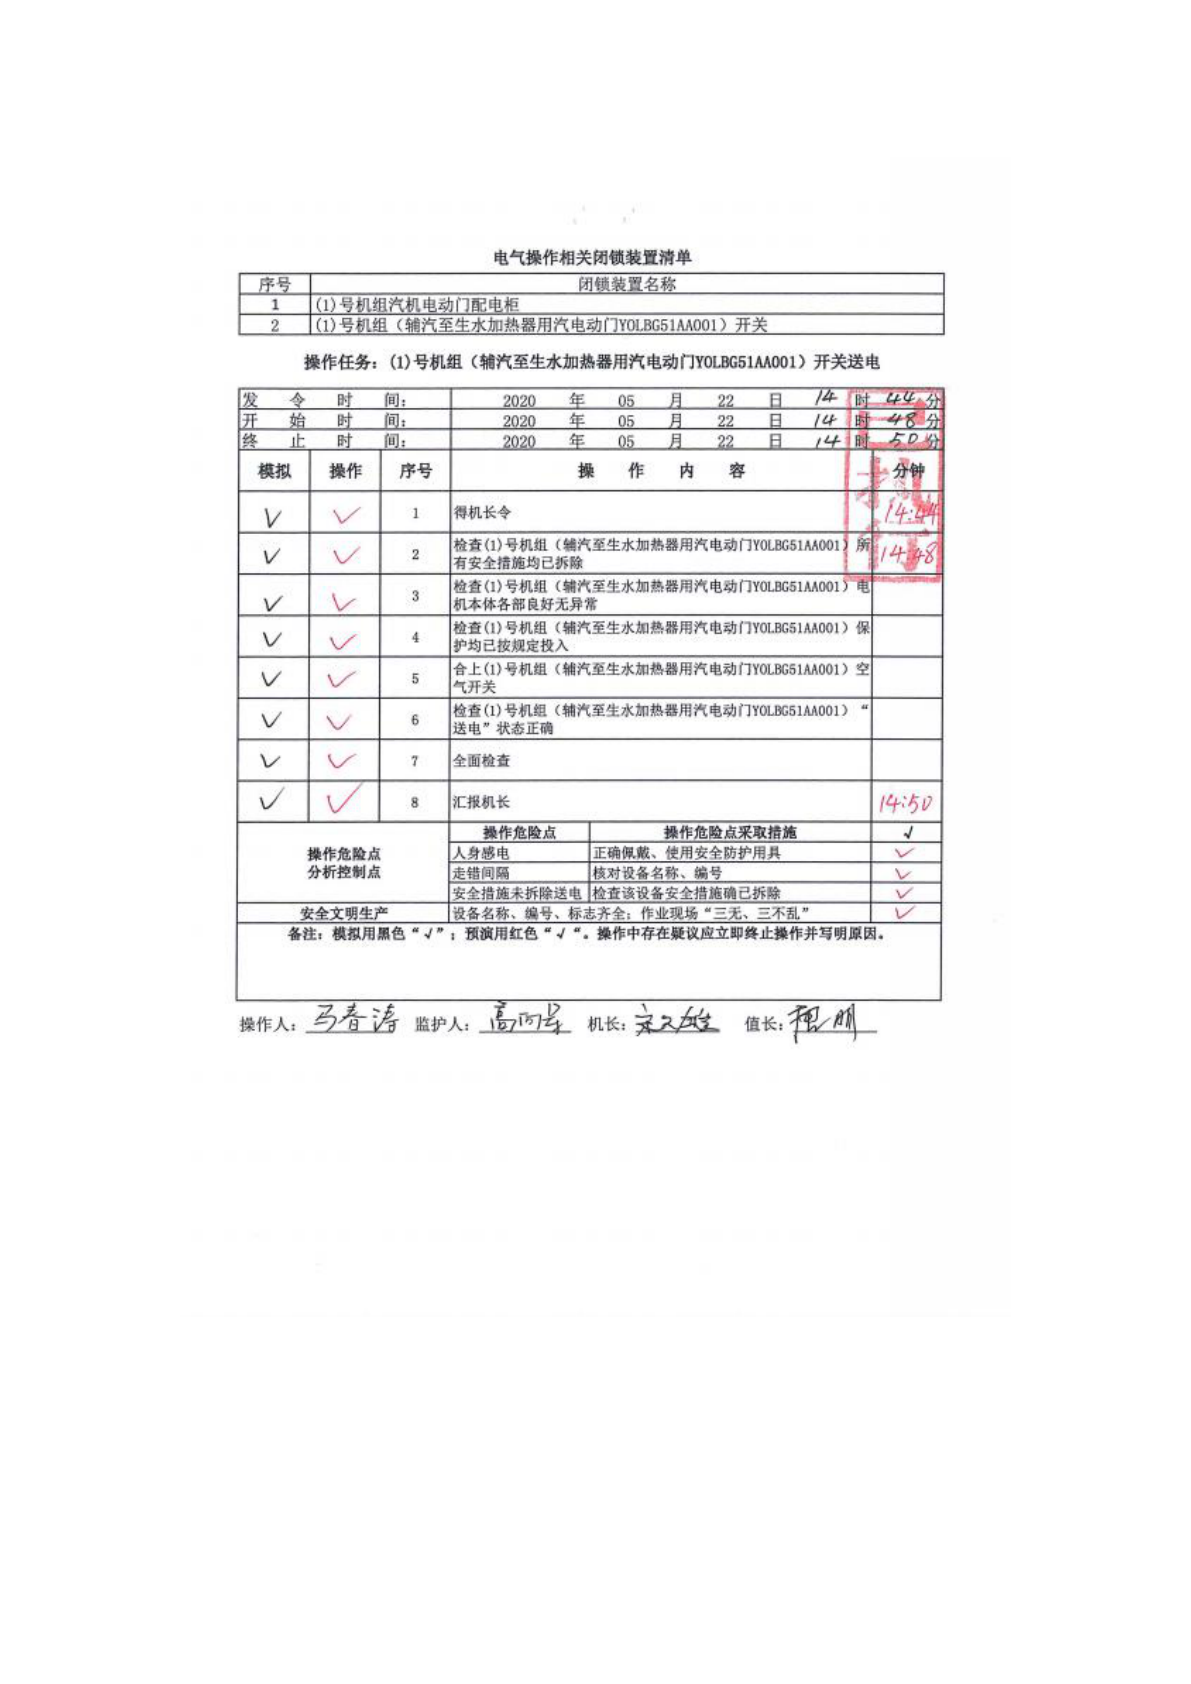 电气操作相关闭锁装置清单
序号 闭锁装置名称
1 (1)号机组汽机电动门配电柜
2 (1)号机组（辅汽至生水加热器用汽电动门YOLBG51AA001）开关
操作任务：(1)号机组（辅汽至生水加热器用汽电动门YOLBG51AA001）开关送电
发令时间： 2020 年 05 月 22 日 14 时 44 分
开始时间： 2020 年 05 月 22 日 14 时 48 分
终止时间： 2020 年 05 月 22 日 14 时 50 分
模拟 操作 序号 操作内容 分钟
√ √ 1 得机长令 14:44
√ √ 2 检查(1)号机组（辅汽至生水加热器用汽电动门YOLBG51AA001）所
有安全措施均已拆除 14:48
√ √ 3 检查(1)号机组（辅汽至生水加热器用汽电动门YOLBG51AA001）电
机本体各部良好无异常
√ √ 4 检查(1)号机组（辅汽至生水加热器用汽电动门YOLBG51AA001）保
护均已按规定投入
√ √ 5 合上(1)号机组（辅汽至生水加热器用汽电动门YOLBG51AA001）空
气开关
√ √ 6 检查(1)号机组（辅汽至生水加热器用汽电动门YOLBG51AA001）“
送电”状态正确
√ √ 7 全面检查
√ √ 8 汇报机长 14:50
操作危险点 操作危险点采取措施 √
操作危险点
分析控制点
人身感电 正确佩戴、使用安全防护用具 √
走错间隔 核对设备名称、编号 √
安全措施未拆除送电 检查该设备安全措施确已拆除 √
安全文明生产 设备名称、编号、标志齐全；作业现场“三无、三不乱” √
备注：模拟用黑色“√”；预演用红色“√“。操作中存在疑议应立即终止操作并写明原因。
操作人：马春涛 监护人： 机长： 值长：